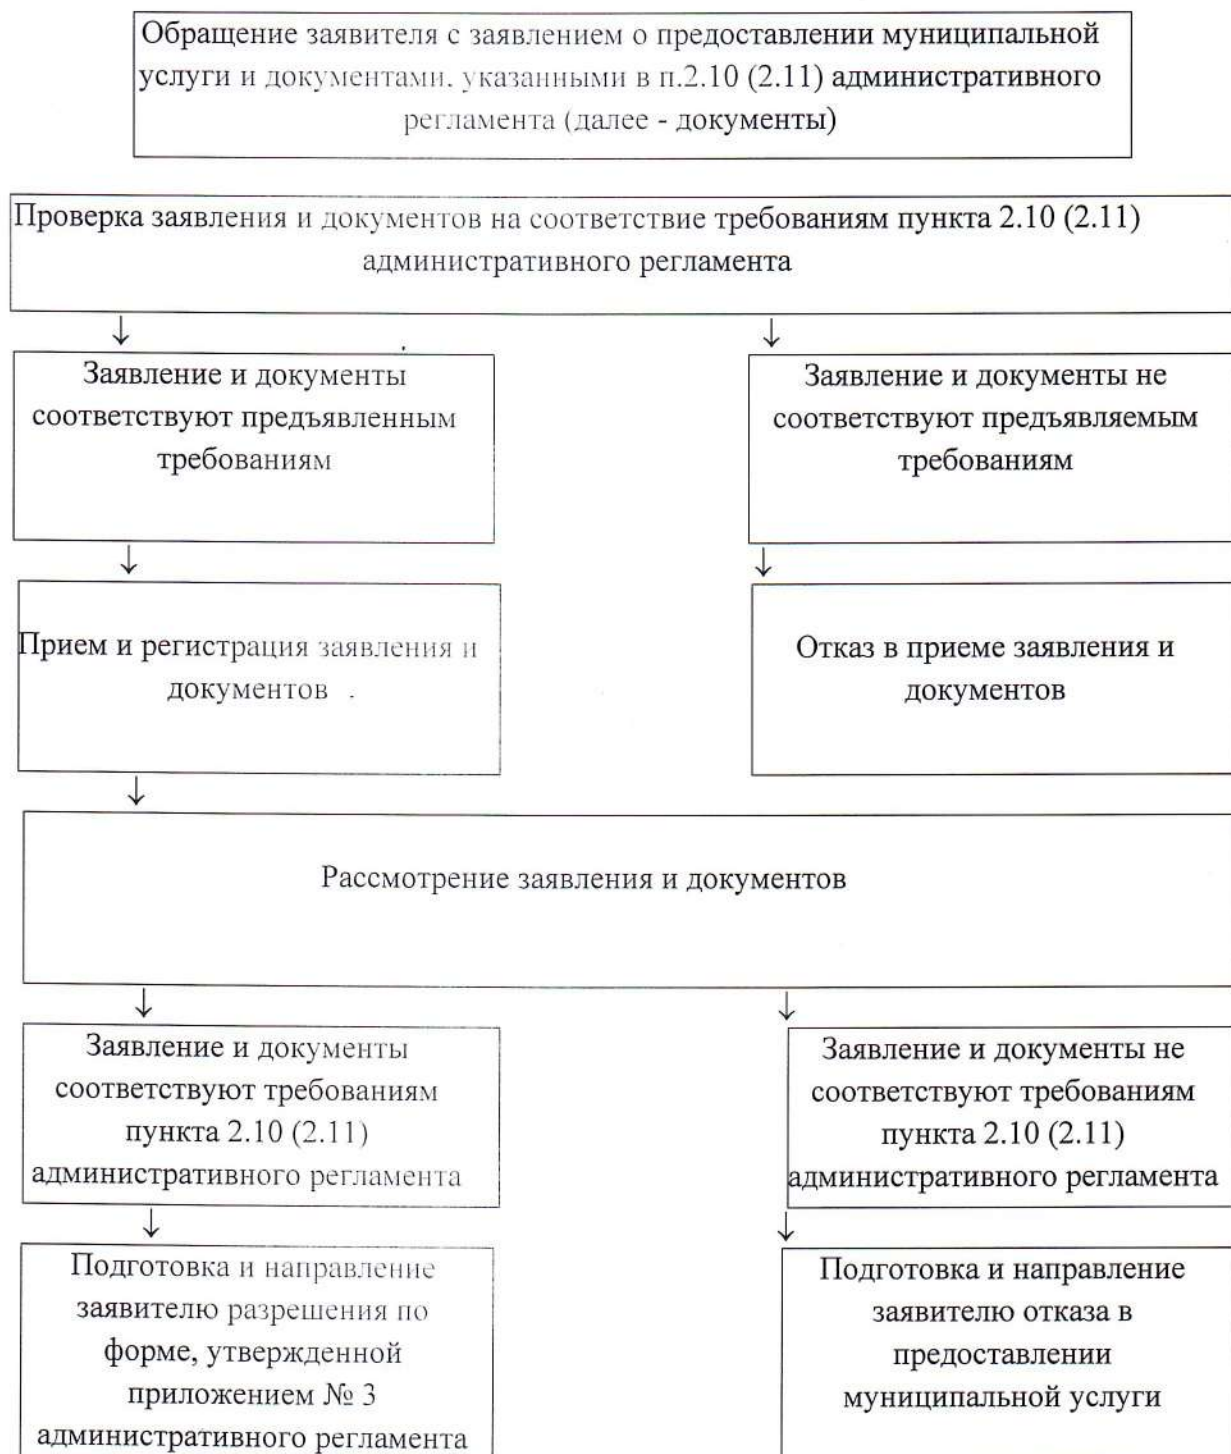 Обращение заявителя с заявлением о предоставлении муниципальной
услуги и документами, указанными в п.2.10 (2.11) административного
регламента (далее - документы)
Проверка заявления и документов на соответствие требованиям пункта 2.10 (2.11)
административного регламента
↓
↓
Заявление и документы
соответствуют предъявленным
требованиям
Заявление и документы не
соответствуют предъявляемым
требованиям
↓
↓
Прием и регистрация заявления и
документов
Отказ в приеме заявления и
документов
↓
Рассмотрение заявления и документов
↓
↓
Заявление и документы
соответствуют требованиям
пункта 2.10 (2.11)
административного регламента
Заявление и документы не
соответствуют требованиям
пункта 2.10 (2.11)
административного регламента
↓
↓
Подготовка и направление
заявителю разрешения по
форме, утвержденной
приложением № 3
административного регламента
Подготовка и направление
заявителю отказа в
предоставлении
муниципальной услуги